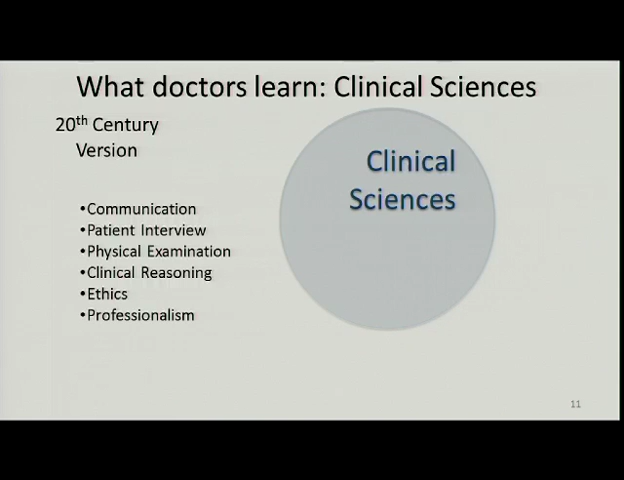 What doctors learn: Clinical Sciences
20th Century
Version
Clinical
Sciences
•Communication
•Patient Interview
•Physical Examination
•Clinical Reasoning
•Ethics
•Professionalism
11